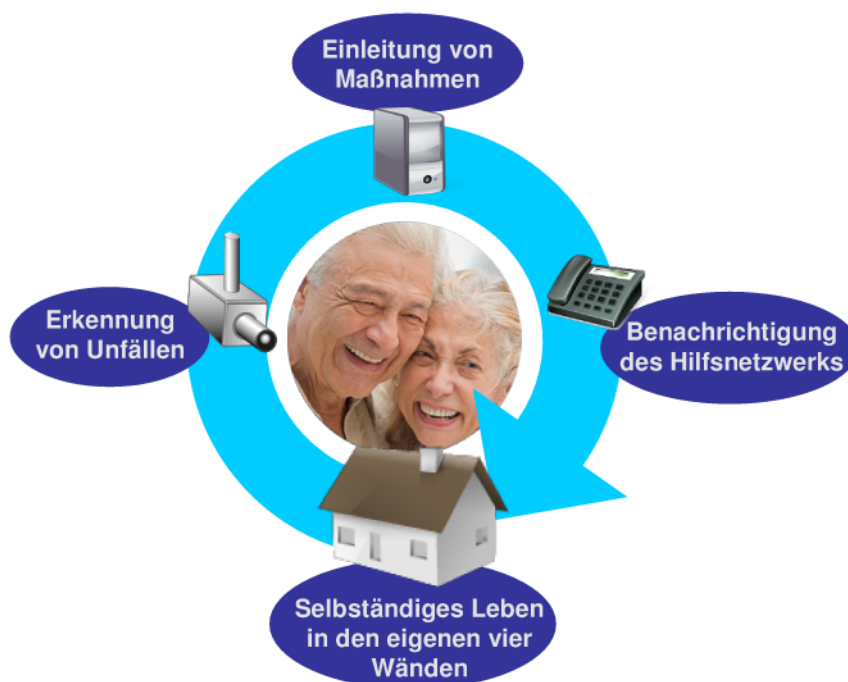 Einleitung von
Maßnahmen
Erkennung
von Unfällen
Benachrichtigung
des Hilfsnetzwerks
Selbständiges Leben
in den eigenen vier
Wänden